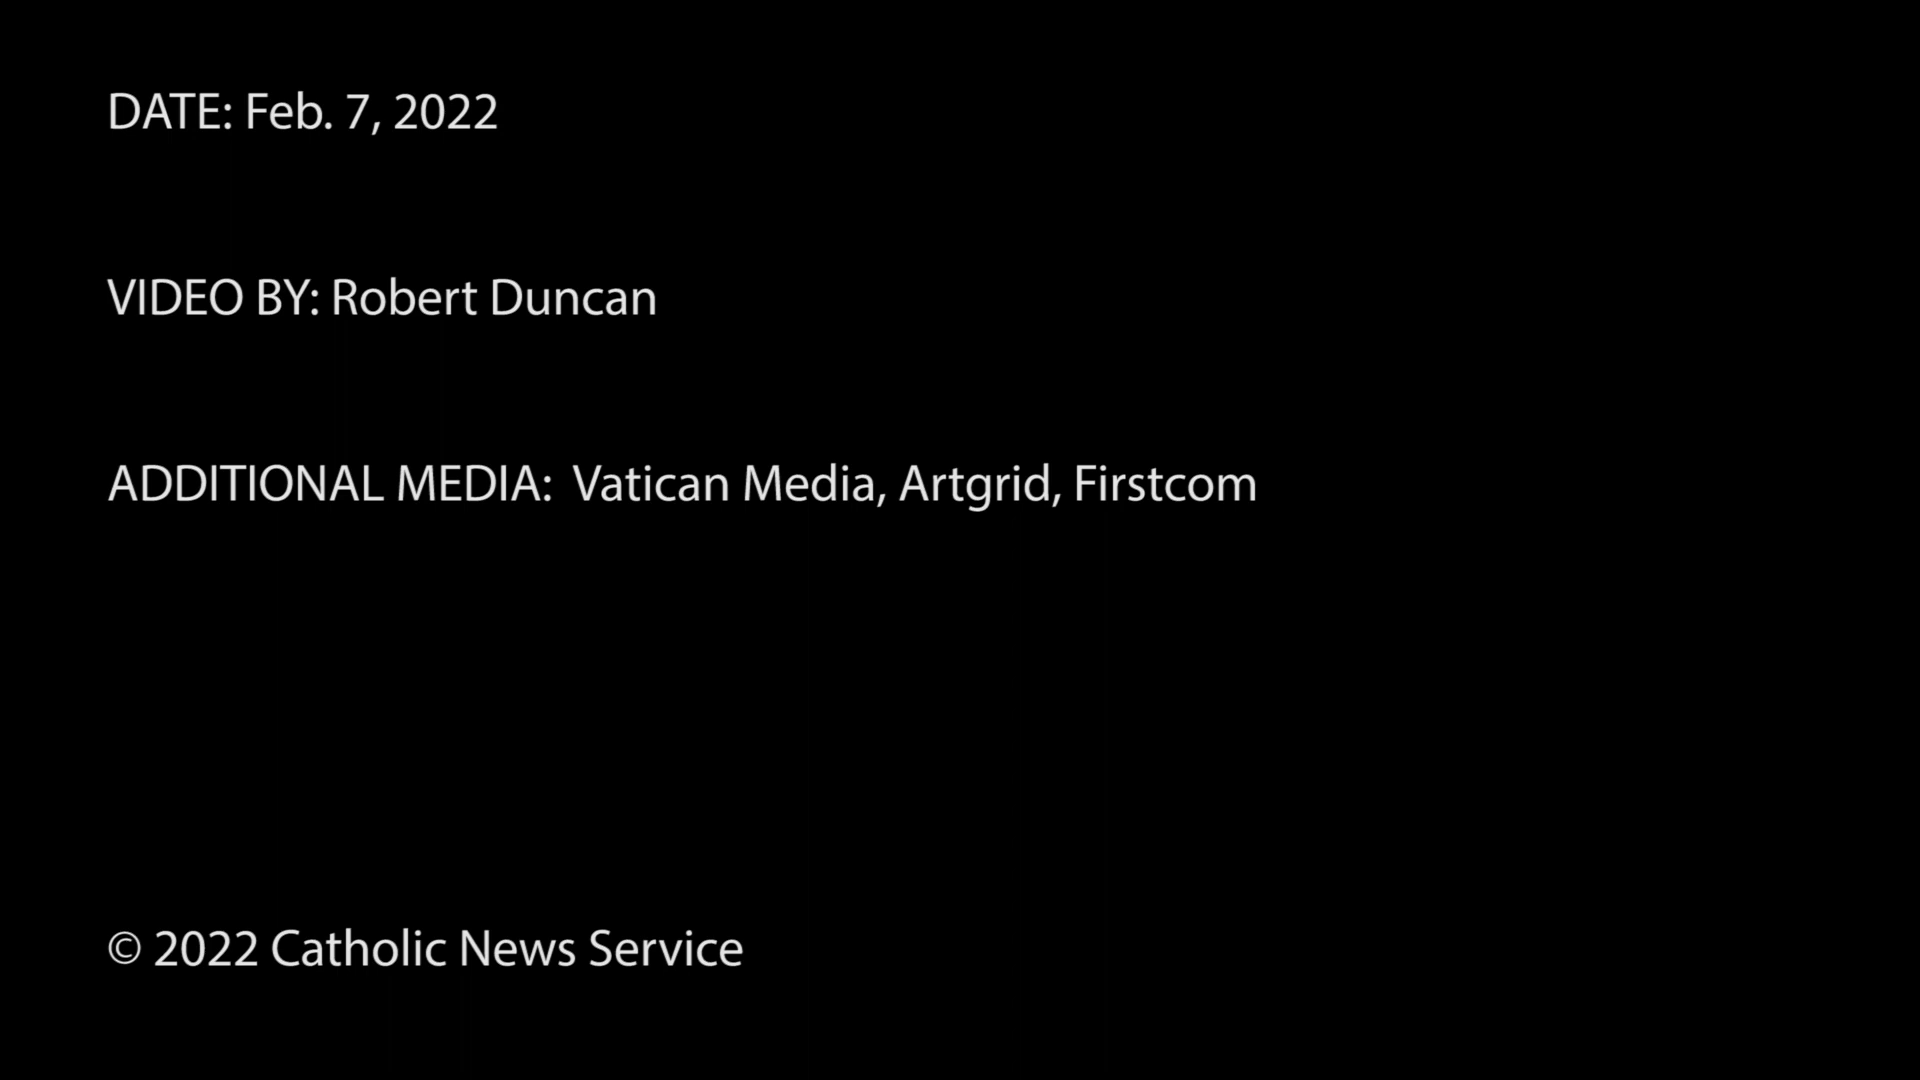 DATE: Feb. 7, 2022
VIDEO BY: Robert Duncan
ADDITIONAL MEDIA:  Vatican Media, Artgrid, Firstcom
© 2022 Catholic News Service